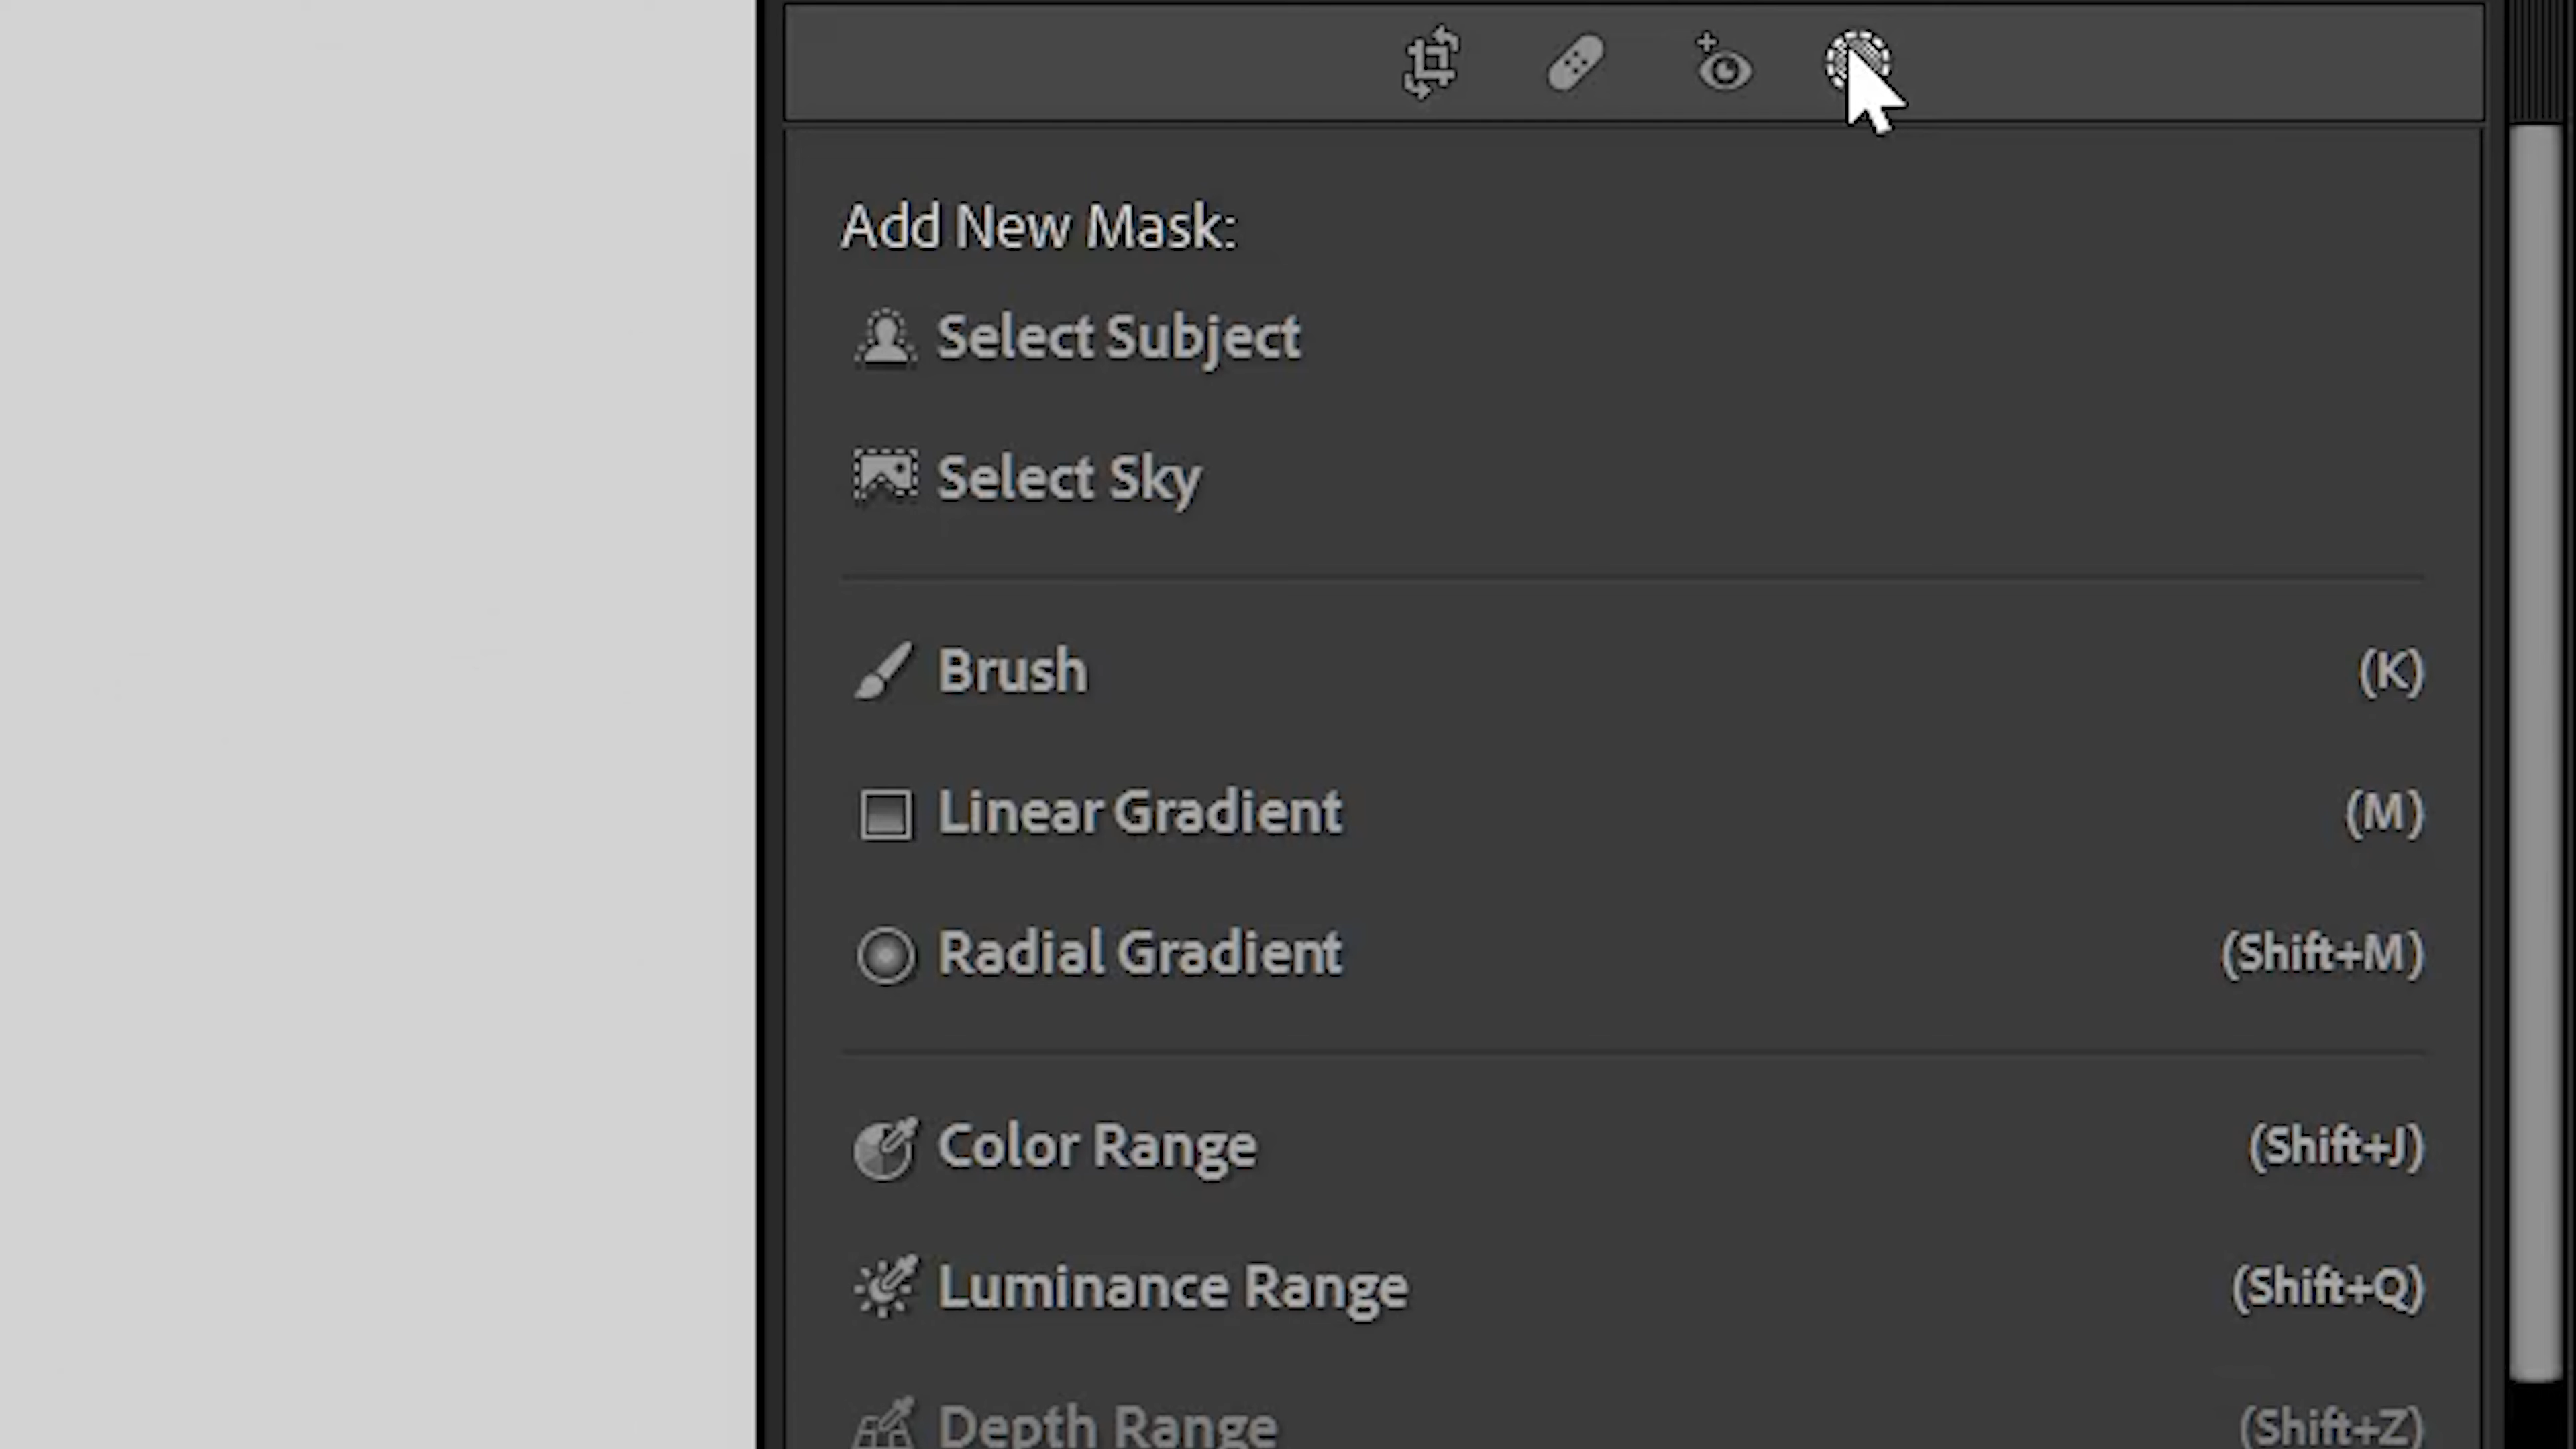 Add New Mask:
Select Subject
Select Sky
Brush (K)
Linear Gradient (M)
Radial Gradient (Shift+M)
Color Range (Shift+J)
Luminance Range (Shift+Q)
Depth Range (Shift+Z)